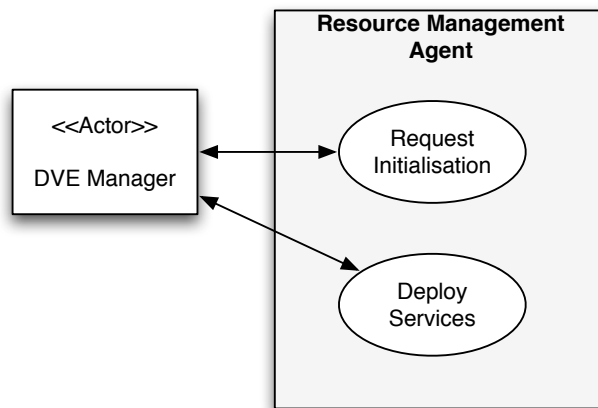 Resource Management
Agent
<<Actor>>
DVE Manager
Request
Initialisation
Deploy
Services